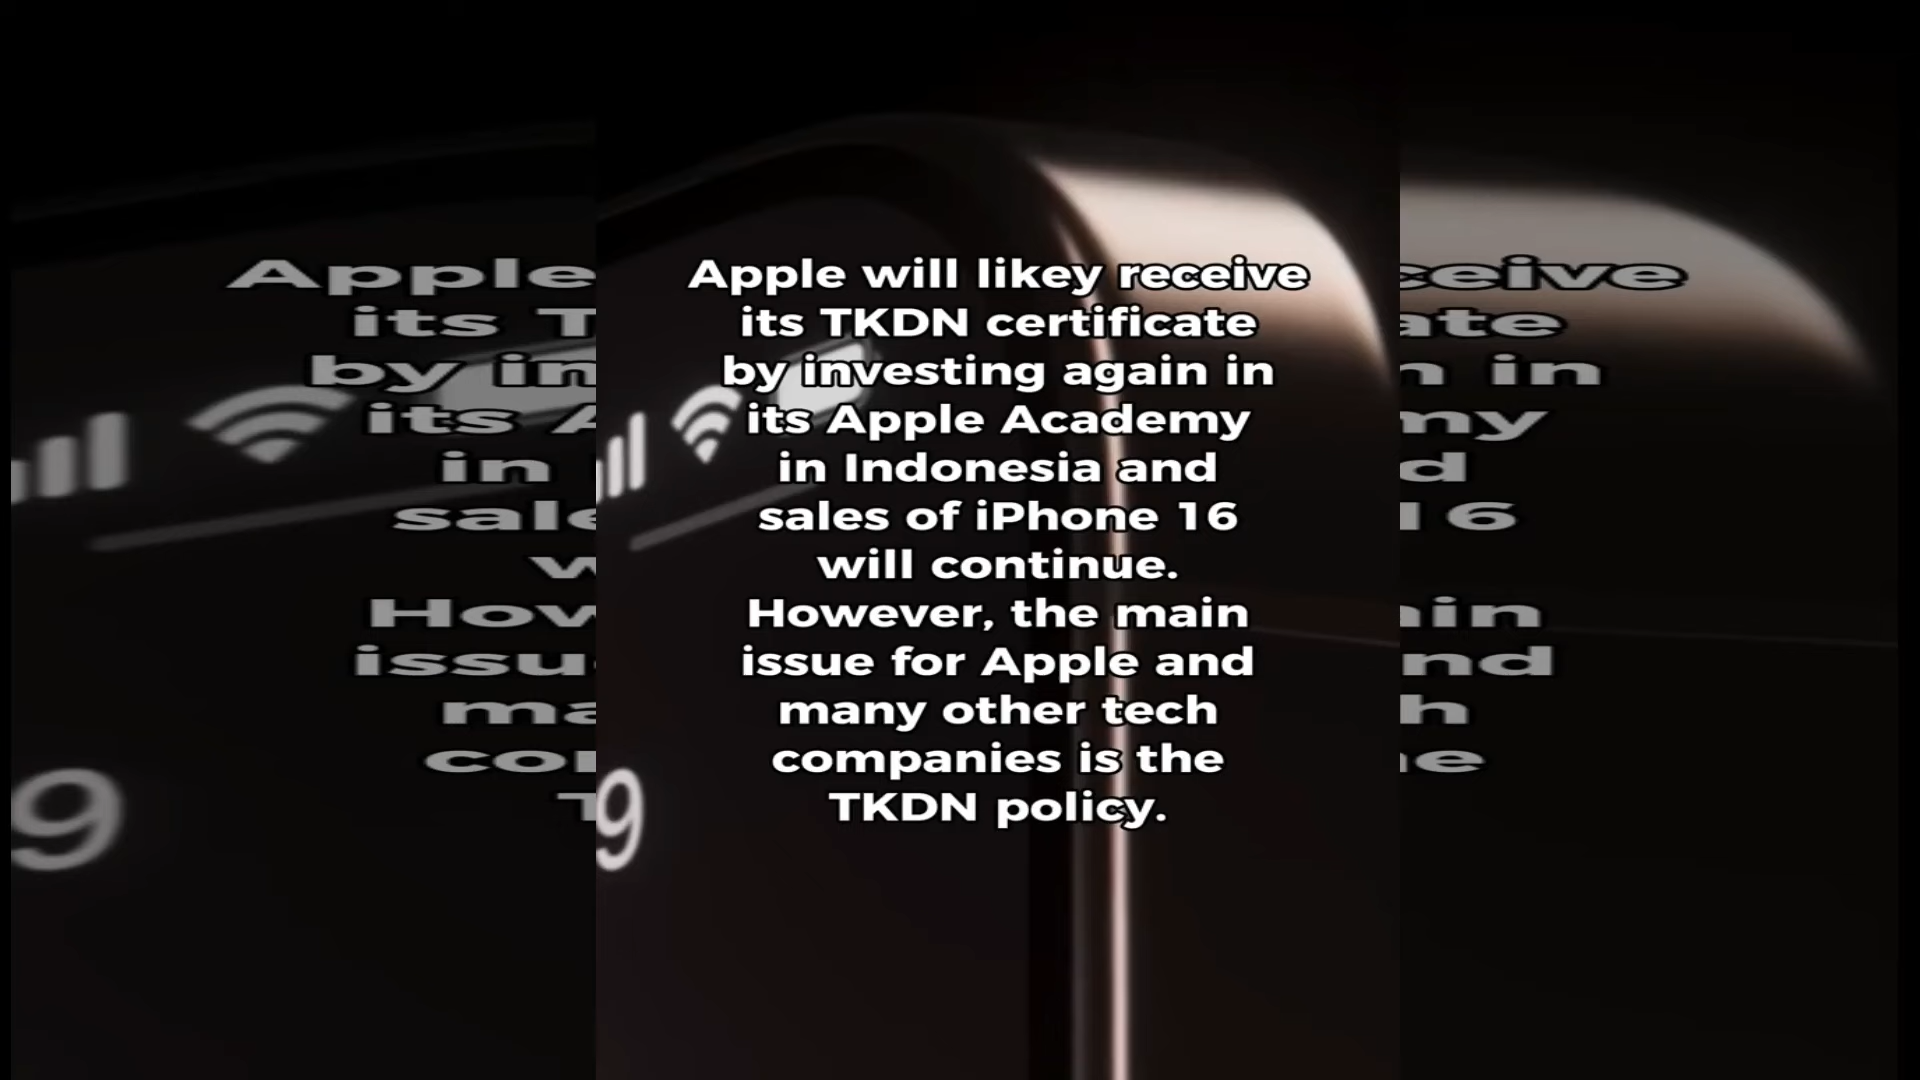 Apple will likey receive
its TKDN certificate
by investing again in
its Apple Academy
in Indonesia and
sales of iPhone 16
will continue.
However, the main
issue for Apple and
many other tech
companies is the
TKDN policy.
9